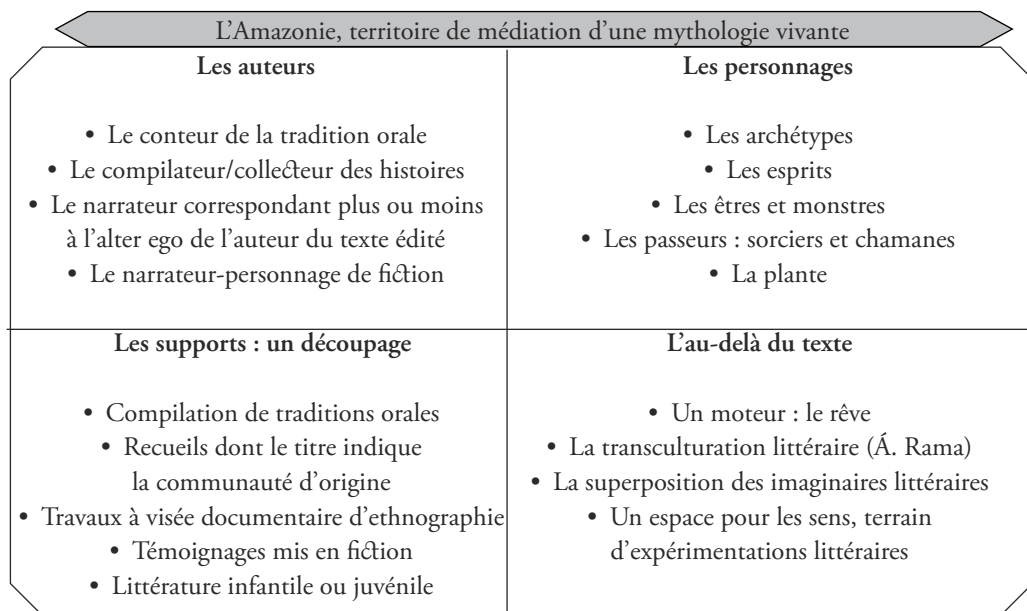 L’Amazonie, territoire de médiation d’une mythologie vivante
Les auteurs
• Le conteur de la tradition orale
• Le compilateur/collecteur des histoires
• Le narrateur correspondant plus ou moins
à l’alter ego de l’auteur du texte édité
• Le narrateur-personnage de fiction
Les personnages
• Les archétypes
• Les esprits
• Les êtres et monstres
• Les passeurs : sorciers et chamanes
• La plante
Les supports : un découpage
• Compilation de traditions orales
• Recueils dont le titre indique
la communauté d’origine
• Travaux à visée documentaire d’ethnographie
• Témoignages mis en fiction
• Littérature infantile ou juvénile
L’au-delà du texte
• Un moteur : le rêve
• La transculturation littéraire (Á. Rama)
• La superposition des imaginaires littéraires
• Un espace pour les sens, terrain
d’expérimentations littéraires